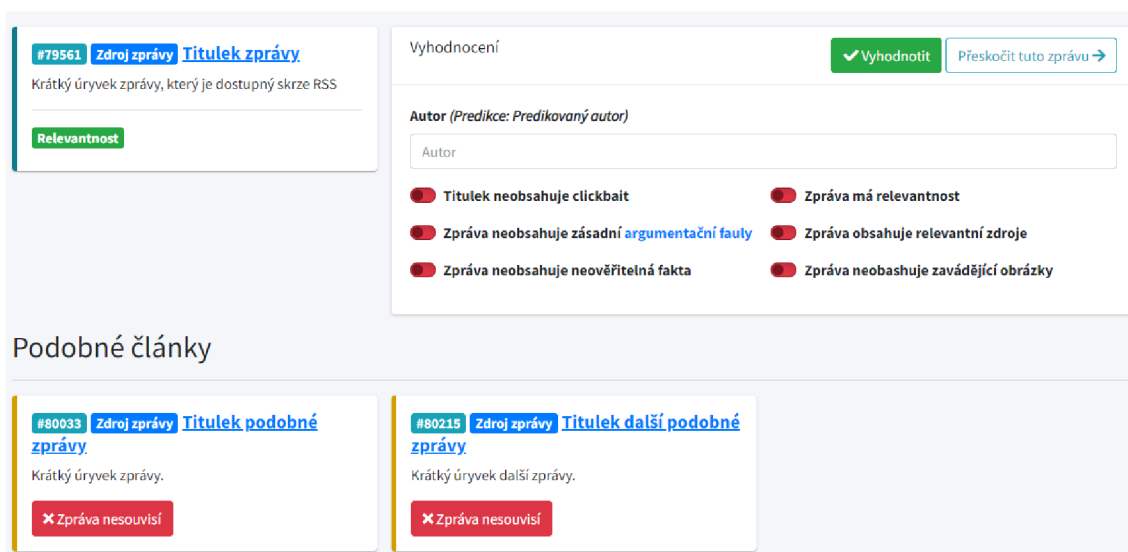 #79561 Zdroj zprávy Titulek zprávy
Krátký úryvek zprávy, který je dostupný skrze RSS
Relevantnost
Vyhodnocení
Vyhodnotit
Přeskočit tuto zprávu
Autor (Predikce: Predikovaný autor)
Autor
Titulek neobsahuje clickbait
Zpráva má relevantnost
Zpráva neobsahuje zásadní argumentační fauly
Zpráva obsahuje relevantní zdroje
Zpráva neobsahuje neověřitelná fakta
Zpráva neobashuje zavádějící obrázky
Podobné články
#80033 Zdroj zprávy Titulek podobné
zprávy
Krátký úryvek zprávy.
Zpráva nesouvisí
#80215 Zdroj zprávy Titulek další podobné
zprávy
Krátký úryvek další zprávy.
Zpráva nesouvisí